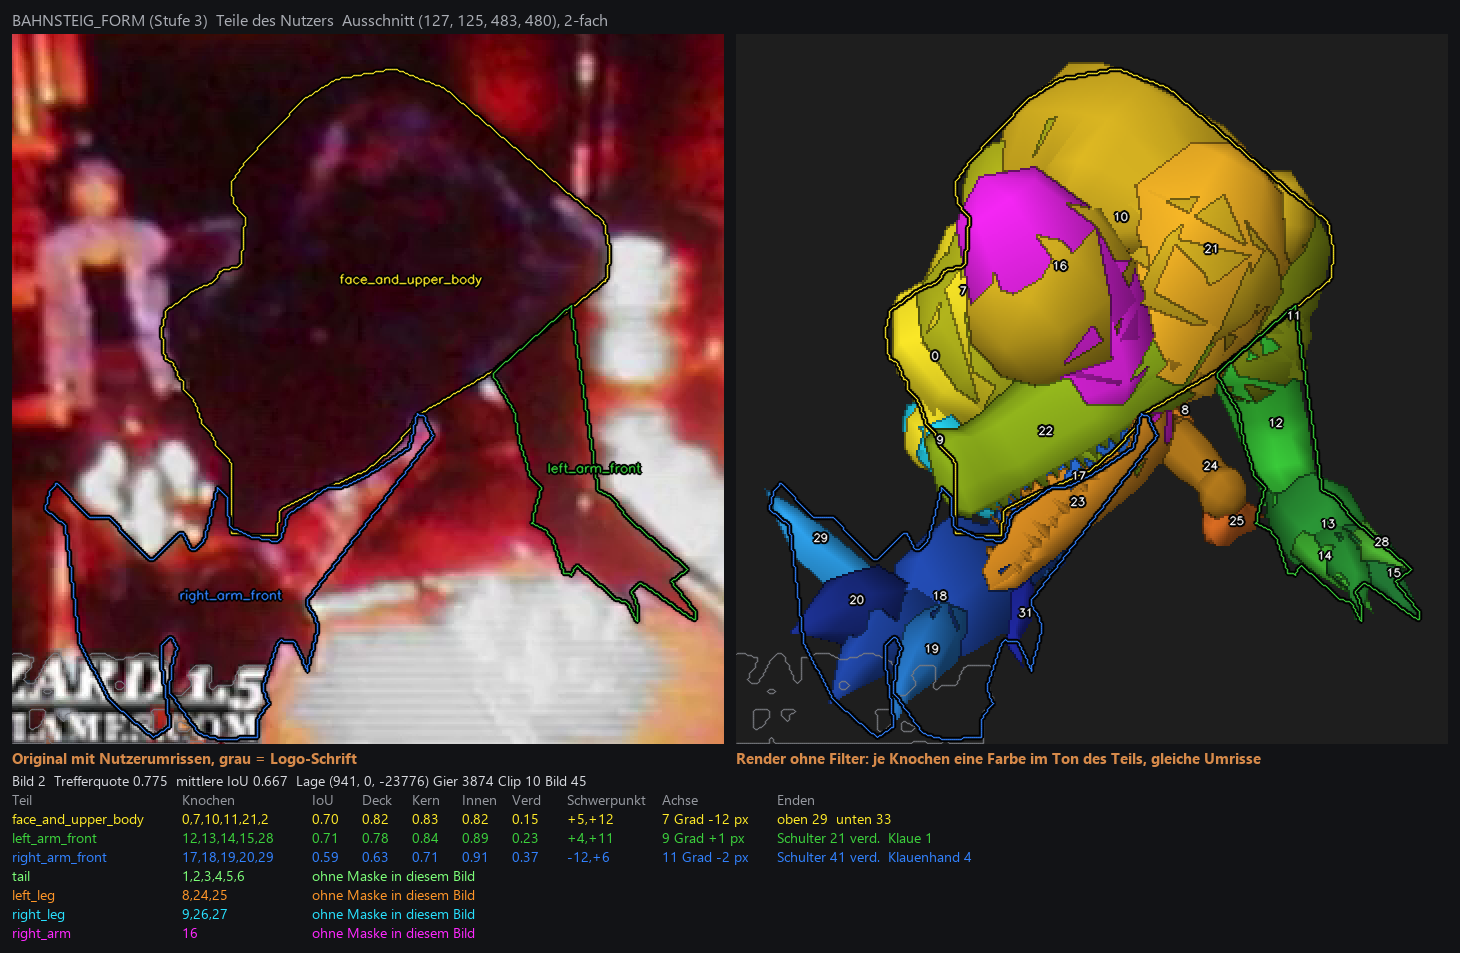 BAHNSTEIG_FORM (Stufe 3)  Teile des Nutzers  Ausschnitt (127, 125, 483, 480), 2-fach
face_and_upper_body
left_arm_front
right_arm_front
ZARD 1.5
LAMES.COM
10
21
16
7
11
0
8
12
22
9
24
17
23
25
13
29
28
14
15
20
18
31
19
Original mit Nutzerumrissen, grau = Logo-Schrift
Render ohne Filter: je Knochen eine Farbe im Ton des Teils, gleiche Umrisse
Bild 2  Trefferquote 0.775  mittlere IoU 0.667  Lage (941, 0, -23776) Gier 3874 Clip 10 Bild 45
Teil  Knochen  IoU  Deck  Kern  Innen  Verd  Schwerpunkt  Achse  Enden
face_and_upper_body  0,7,10,11,21,2  0.70  0.82  0.83  0.82  0.15  +5,+12  7 Grad -12 px  oben 29  unten 33
left_arm_front  12,13,14,15,28  0.71  0.78  0.84  0.89  0.23  +4,+11  9 Grad +1 px  Schulter 21 verd.  Klaue 1
right_arm_front  17,18,19,20,29  0.59  0.63  0.71  0.91  0.37  -12,+6  11 Grad -2 px  Schulter 41 verd.  Klauenhand 4
tail  1,2,3,4,5,6  ohne Maske in diesem Bild
left_leg  8,24,25  ohne Maske in diesem Bild
right_leg  9,26,27  ohne Maske in diesem Bild
right_arm  16  ohne Maske in diesem Bild